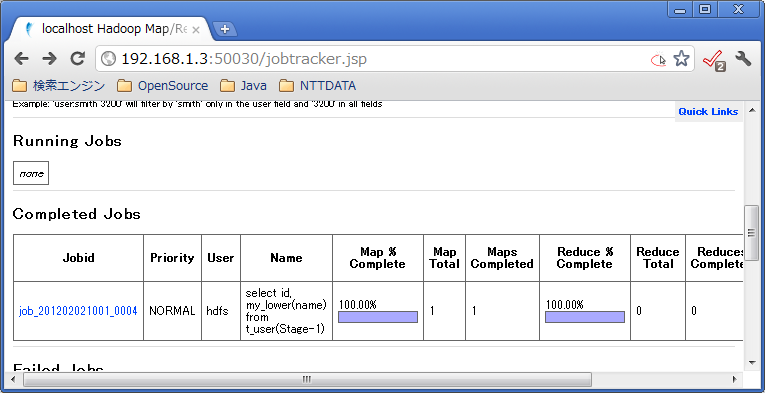 localhost Hadoop Map/Re
192.168.1.3:50030/jobtracker.jsp
2
検索エンジン OpenSource Java NTTDATA
Example: 'user:smith 3200' will filter by 'smith' only in the user field and '3200' in all fields
Quick Links
Running Jobs
none
Completed Jobs
Jobid Priority User Name Map % Complete Map Total Maps Completed Reduce % Complete Reduce Total Reduces
job_201202021001_0004 NORMAL hdfs select id, my_lower(name) from t_user(Stage-1) 100.00% 1 1 100.00% 0 0
Failed Jobs